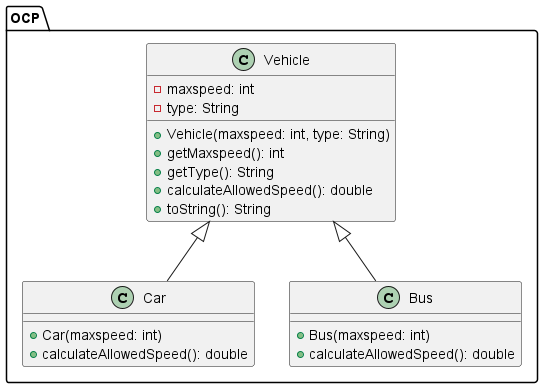 OCP
C Vehicle
maxspeed: int
type: String
Vehicle(maxspeed: int, type: String)
getMaxspeed(): int
getType(): String
calculateAllowedSpeed(): double
toString(): String
C Car
Car(maxspeed: int)
calculateAllowedSpeed(): double
C Bus
Bus(maxspeed: int)
calculateAllowedSpeed(): double